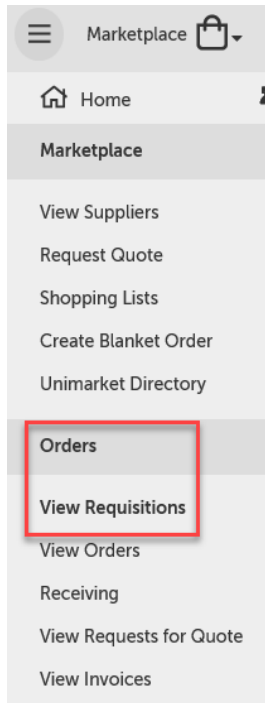 Marketplace
Home
Marketplace
View Suppliers
Request Quote
Shopping Lists
Create Blanket Order
Unimarket Directory
Orders
View Requisitions
View Orders
Receiving
View Requests for Quote
View Invoices